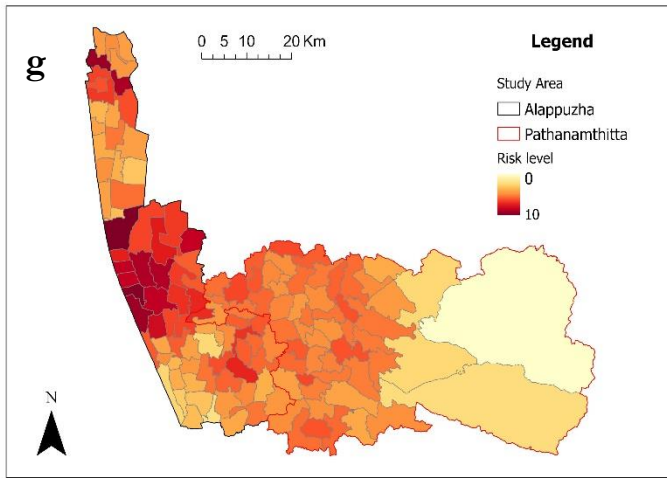 g
0 5 10 20 Km
Legend
Study Area
Alappuzha
Pathanamthitta
Risk level
0
10
N